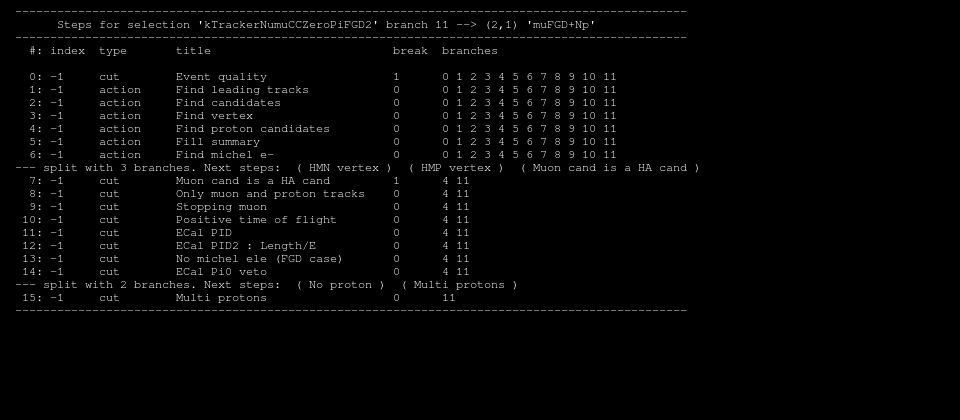 ------------------------------------------------------------------------------------------------
      Steps for selection 'kTrackerNumuCCZeroPiFGD2' branch 11 --> (2,1) 'muFGD+Np'
------------------------------------------------------------------------------------------------
  #: index  type       title                          break  branches
  0: -1     cut        Event quality                  1      0 1 2 3 4 5 6 7 8 9 10 11
  1: -1     action     Find leading tracks            0      0 1 2 3 4 5 6 7 8 9 10 11
  2: -1     action     Find candidates                0      0 1 2 3 4 5 6 7 8 9 10 11
  3: -1     action     Find vertex                    0      0 1 2 3 4 5 6 7 8 9 10 11
  4: -1     action     Find proton candidates         0      0 1 2 3 4 5 6 7 8 9 10 11
  5: -1     action     Fill summary                   0      0 1 2 3 4 5 6 7 8 9 10 11
  6: -1     action     Find michel e-                 0      0 1 2 3 4 5 6 7 8 9 10 11
--- split with 3 branches. Next steps:  ( HMN vertex )  ( HMP vertex )  ( Muon cand is a HA cand )
  7: -1     cut        Muon cand is a HA cand         1      4 11
  8: -1     cut        Only muon and proton tracks    0      4 11
  9: -1     cut        Stopping muon                  0      4 11
 10: -1     cut        Positive time of flight        0      4 11
 11: -1     cut        ECal PID                       0      4 11
 12: -1     cut        ECal PID2 : Length/E           0      4 11
 13: -1     cut        No michel ele (FGD case)       0      4 11
 14: -1     cut        ECal Pi0 veto                  0      4 11
--- split with 2 branches. Next steps:  ( No proton )  ( Multi protons )
 15: -1     cut        Multi protons                  0      11
------------------------------------------------------------------------------------------------